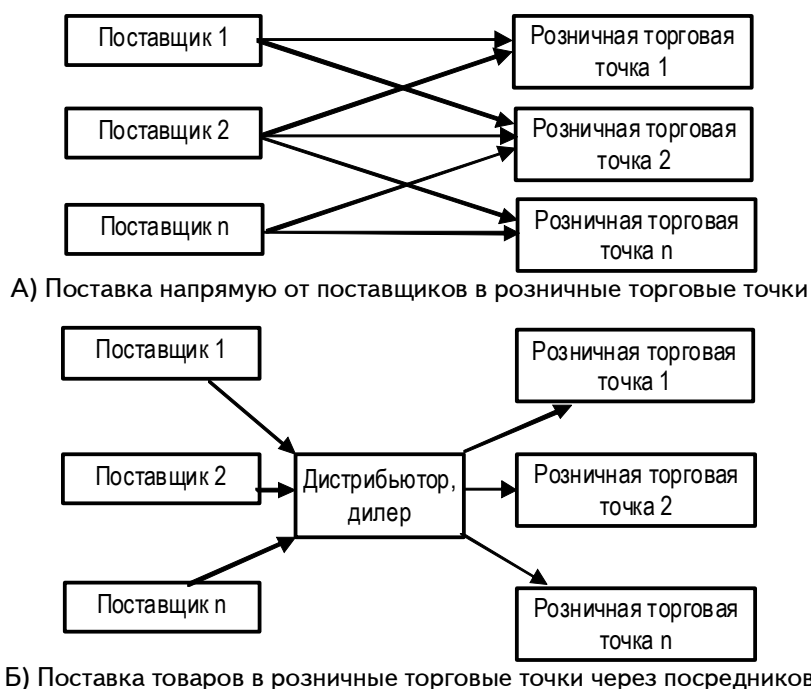 Поставщик 1
Розничная торговая
точка 1
Поставщик 2
Розничная торговая
точка 2
Поставщик n
Розничная торговая
точка n
А) Поставка напрямую от поставщиков в розничные торговые точки
Поставщик 1
Розничная торговая
точка 1
Поставщик 2
Дистрибьютор,
дилер
Розничная торговая
точка 2
Поставщик n
Розничная торговая
точка n
Б) Поставка товаров в розничные торговые точки через посредников